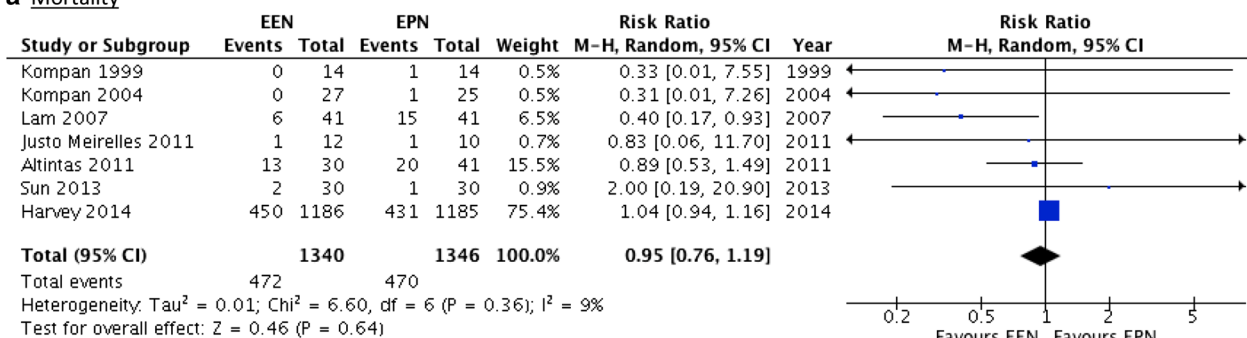 a Mortality
EEN EPN Risk Ratio Risk Ratio
Study or Subgroup Events Total Events Total Weight M-H, Random, 95% CI Year M-H, Random, 95% CI
Kompan 1999 0 14 1 14 0.5% 0.33 [0.01, 7.55] 1999
Kompan 2004 0 27 1 25 0.5% 0.31 [0.01, 7.26] 2004
Lam 2007 6 41 15 41 6.5% 0.40 [0.17, 0.93] 2007
Justo Meirelles 2011 1 12 1 10 0.7% 0.83 [0.06, 11.70] 2011
Altintas 2011 13 30 20 41 15.5% 0.89 [0.53, 1.49] 2011
Sun 2013 2 30 1 30 0.9% 2.00 [0.19, 20.90] 2013
Harvey 2014 450 1186 431 1185 75.4% 1.04 [0.94, 1.16] 2014
Total (95% CI) 1340 1346 100.0% 0.95 [0.76, 1.19]
Total events 472 470
Heterogeneity: Tau² = 0.01; Chi² = 6.60, df = 6 (P = 0.36); I² = 9%
Test for overall effect: Z = 0.46 (P = 0.64)
0.2 0.5 1 2 5
Favours EEN Favours EPN